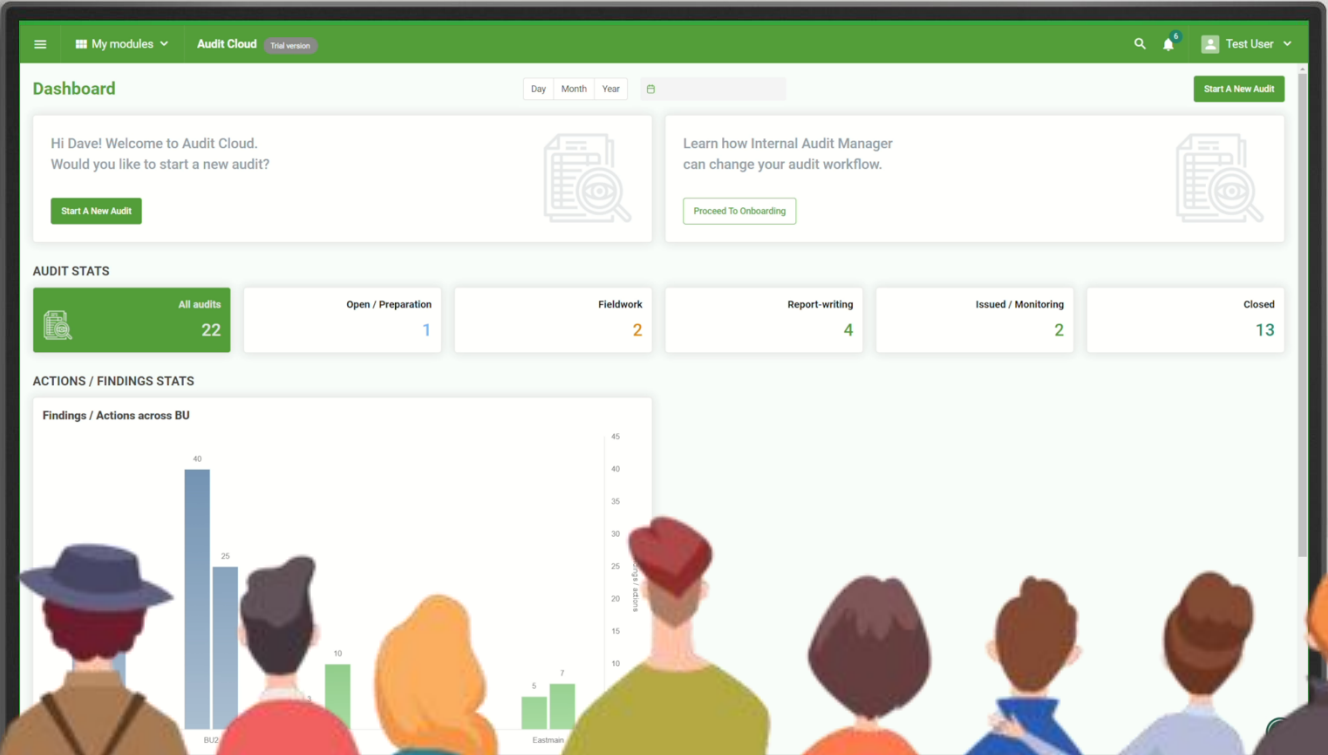 My modules
Audit Cloud
Trial version
6
Test User
Dashboard
Day
Month
Year
Start A New Audit
Hi Dave! Welcome to Audit Cloud.
Would you like to start a new audit?
Start A New Audit
Learn how Internal Audit Manager
can change your audit workflow.
Proceed To Onboarding
AUDIT STATS
All audits
22
Open / Preparation
1
Fieldwork
2
Report-writing
4
Issued / Monitoring
2
Closed
13
ACTIONS / FINDINGS STATS
Findings / Actions across BU
45
40
35
30
25
20
15
10
40
25
10
5
7
/ actions
BU2
Eastmain